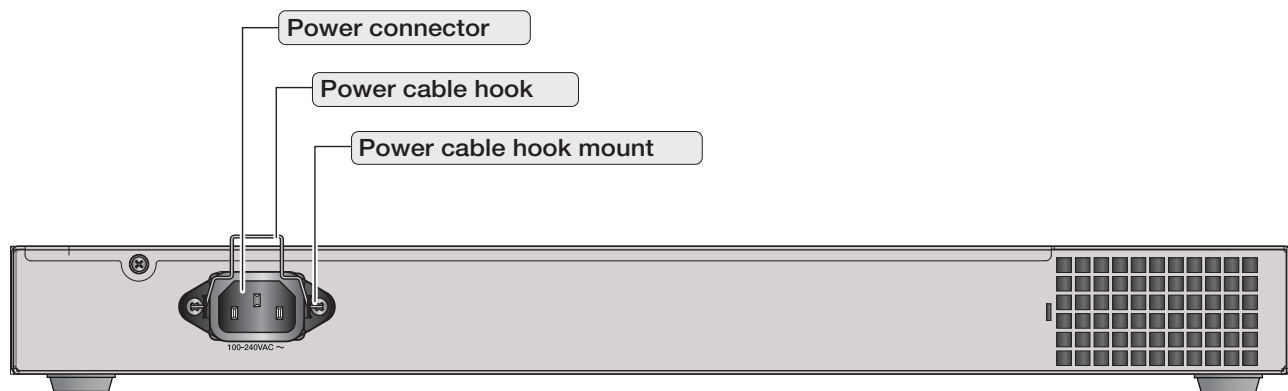 Power connector
Power cable hook
Power cable hook mount
100-240VAC ～